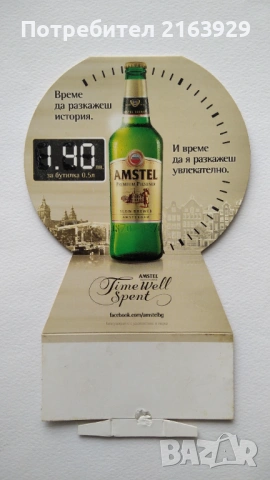 Потребител 2163929
Време
да разкажеш
история.
1.40 лв.
за бутилка 0.5л
И време
да я разкажеш
увлекателно.
AMSTEL
PREMIUM PILSENER
AMSTEL
Time Well
Spent
facebook.com/amstelbg
BAZAR